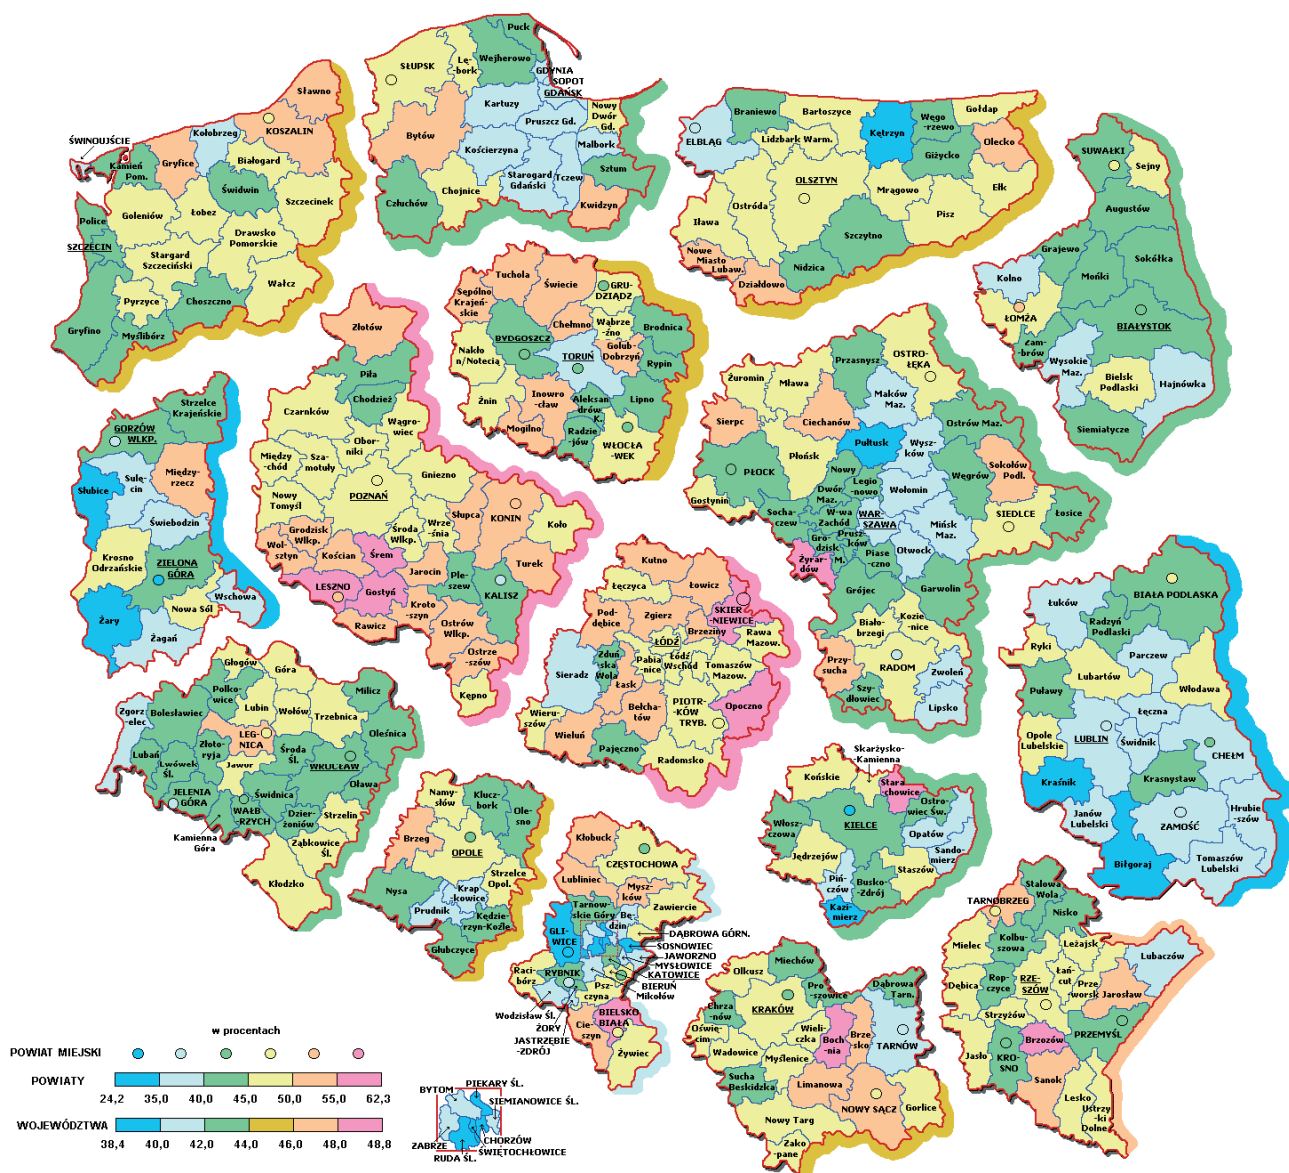 Sławno
KOSZALIN
Kołobrzeg
ŚWINOUJŚCIE
Kamień
Pom.
Gryfice
Białogard
Świdwin
Szczecinek
Goleniów
Łobez
Police
SZCZECIN
Drawsko
Pomorskie
Stargard
Szczeciński
Wałcz
Pyrzyce
Choszczno
Gryfino
Myślibórz
Puck
SŁUPSK
Lę-
bork
Wejherowo
GDYNIA
SOPOT
GDAŃSK
Kartuzy
Pruszcz Gd.
Nowy
Dwór
Gd.
Bytów
Kościerzyna
Malbork
Starogard
Gdański
Tczew
Sztum
Chojnice
Człuchów
Kwidzyn
ELBLĄG
Braniewo
Bartoszyce
Kętrzyn
Węgo
-rzewo
Gołdap
Lidzbark Warm.
Giżycko
Olecko
OLSZTYN
Mrągowo
Ełk
Ostróda
Pisz
Iława
Szczytno
Nowe
Miasto
Lubaw.
Nidzica
Działdowo
SUWAŁKI
Sejny
Augustów
Grajewo
Sokółka
Mońki
Kolno
ŁOMŻA
BIAŁYSTOK
Zam-
brów
Wysokie
Maz.
Bielsk
Podlaski
Hajnówka
Siemiatycze
Tuchola
Sępólno
Krajeń-
skie
Świecie
GRU-
DZIĄDZ
Chełmno
Wąbrze
-źno
Brodnica
BYDGOSZCZ
TORUŃ
Golub-
Dobrzyń
Rypin
Nakło
n/Notecią
Żnin
Inowro
-cław
Aleksan
drów
K.
Lipno
Mogilno
Radzie
-jów
WŁOCŁA
-WEK
Złotów
Piła
Chodzież
Czarnków
Wągro-
wiec
Obor-
niki
Między
-chód
Sza-
motuły
Gniezno
POZNAŃ
Nowy
Tomyśl
Środa
Wlkp.
Wrze-
śnia
Słupca
KONIN
Koło
Grodzisk
Wlkp.
Wol-
sztyn
Kościan
Śrem
Jarocin
Turek
LESZNO
Gostyń
Ple-
szew
KALISZ
Kroto-
szyn
Rawicz
Ostrów
Wlkp.
Ostrze-
szów
Kępno
Strzelce
Krajeńskie
GORZÓW
WLKP.
Między-
rzecz
Sulę-
cin
Słubice
Świebodzin
Krosno
Odrzańskie
ZIELONA
GÓRA
Nowa Sól
Wschowa
Żary
Żagań
OSTRO-
ŁĘKA
Przasnysz
Żuromin
Mława
Maków
Maz.
Sierpc
Ciechanów
Ostrów Maz.
Pułtusk
Wysz-
ków
Płońsk
PŁOCK
Sokołów
Podl.
Węgrów
Nowy
Dwór
Maz.
Legio
-nowo
Wołomin
Gostynin
Socha-
czew
W-wa
Zachód
WAR-
SZAWA
SIEDLCE
Łosice
Mińsk
Maz.
Prusz-
ków
Gro-
dzisk
M.
Otwock
Piase
-czno
Żyrar-
dów
Grójec
Garwolin
Biało-
brzegi
Kozie-
nice
Przy-
sucha
RADOM
Zwoleń
Szy-
dłowiec
Lipsko
Kutno
Łęczyca
Łowicz
Pod-
dębice
Zgierz
SKIER
-NIEWICE
Brzeziny
Rawa
Mazow.
ŁÓDŹ
Łódź
Wschód
Zduń
ska
Wola
Pabia
-nice
Sieradz
Tomaszów
Mazow.
Łask
PIOTR-
KÓW
TRYB.
Opoczno
Wieru-
szów
Bełcha-
tów
Wieluń
Pajęczno
Radomsko
BIAŁA PODLASKA
Łuków
Radzyń
Podlaski
Ryki
Parczew
Lubartów
Włodawa
Puławy
Łęczna
LUBLIN
Świdnik
CHEŁM
Opole
Lubelskie
Kraśnik
Krasnystaw
Janów
Lubelski
ZAMOŚĆ
Hrubie-
szów
Biłgoraj
Tomaszów
Lubelski
Głogów
Góra
Polko-
wice
Milicz
Zgorz
-elec
Bolesławiec
Lubin
Wołów
Trzebnica
Oleśnica
LEG-
NICA
Lubań
Złoto-
ryja
Środa
Śl.
WROCŁAW
Lwówek
Śl.
Jawor
Oława
JELENIA
GÓRA
Świdnica
WAŁB
-RZYCH
Dzier-
żoniów
Strzelin
Kamienna
Góra
Ząbkowice
Śl.
Kłodzko
Namy-
słów
Klucz-
bork
Ole-
sno
Brzeg
OPOLE
Strzelce
Opol.
Nysa
Krap
-kowice
Prudnik
Kędzie-
rzyn-Koźle
Głubczyce
Kłobuck
CZĘSTOCHOWA
Lubliniec
Mysz-
ków
Zawiercie
Tarnow
-skie Góry
Bę-
dzin
GLI-
WICE
DĄBROWA GÓRN.
SOSNOWIEC
JAWORZNO
MYSŁOWICE
KATOWICE
BIERUŃ
Mikołów
Raci-
bórz
RYBNIK
Psz-
czyna
Wodzisław Śl.
ŻORY
JASTRZĘBIE
-ZDRÓJ
BIELSKO
BIAŁA
Cie-
szyn
Żywiec
Skarżysko-
Kamienna
Końskie
Stara
chowice
Włosz-
czowa
KIELCE
Ostro-
wiec Św.
Opatów
Jędrzejów
Sando-
mierz
Staszów
Piń-
czów
Busko-
Zdrój
Kazi-
mierz
Olkusz
Miechów
Pro
-szowice
Dąbrowa
Tarn.
Chrza-
nów
KRAKÓW
Oświę-
cim
Wieli-
czka
Boch-
nia
Brze-
sko
TARNÓW
Wadowice
Myślenice
Sucha
Beskidzka
Limanowa
NOWY SĄCZ
Gorlice
Nowy Targ
Zako
-pane
Stalowa
Wola
TARNOBRZEG
Nisko
Mielec
Kolbu-
szowa
Leżajsk
Lubaczów
Dębica
Rop-
czyce
RZE-
SZÓW
Łań-
cut
Prze-
worsk
Jarosław
Strzyżów
PRZEMYŚL
Jasło
KRO-
SNO
Brzozów
Sanok
Lesko
Ustrzy
-ki
Dolne
w procentach
POWIAT MIEJSKI
POWIATY
24,2 35,0 40,0 45,0 50,0 55,0 62,3
WOJEWÓDZTWA
38,4 40,0 42,0 44,0 46,0 48,0 48,8
BYTOM
PIEKARY ŚL.
SIEMIANOWICE ŚL.
ZABRZE
CHORZÓW
ŚWIĘTOCHŁOWICE
RUDA ŚL.